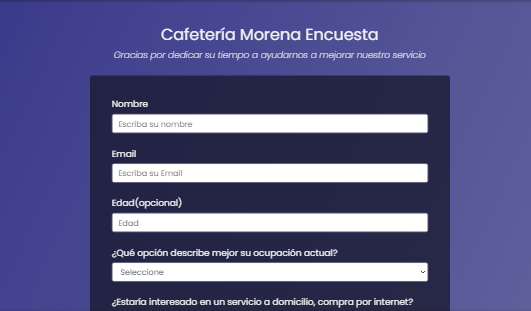 Cafetería Morena Encuesta
Gracias por dedicar su tiempo a ayudarnos a mejorar nuestro servicio
Nombre
Escriba su nombre
Email
Escriba su Email
Edad(opcional)
Edad
¿Qué opción describe mejor su ocupación actual?
Seleccione
¿Estaría interesado en un servicio a domicilio, compra por internet?